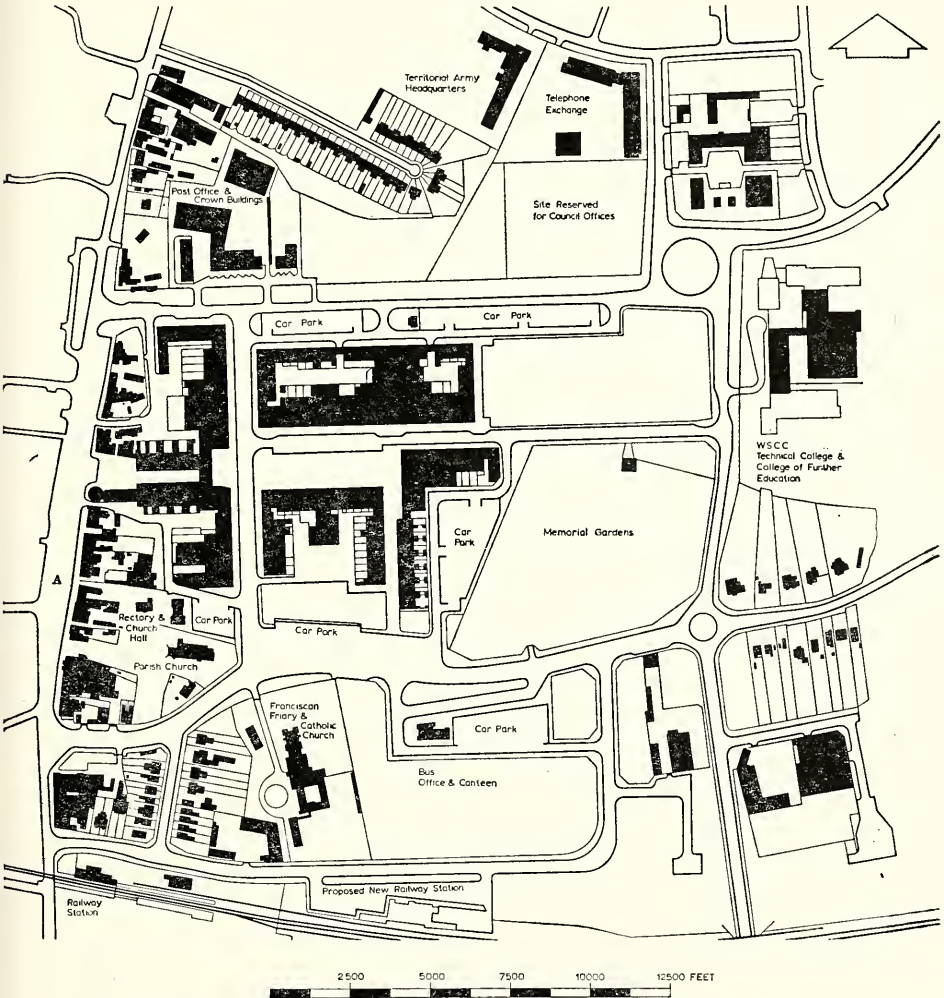 Territorial Army
Headquarters
Telephone
Exchange
Post Office &
Crown Buildings
Site Reserved
for Council Offices
Car Park
Car Park
WSCC
Technical College &
College of Further
Education
Car
Park
Memorial Gardens
A
Rectory &
Church
Hall
Car Park
Car Park
Parish Church
Franciscan
Friary &
Catholic
Church
Car Park
Bus
Office & Canteen
Proposed New Railway Station
Railway
Station
2500 5000 7500 10000 12500 FEET